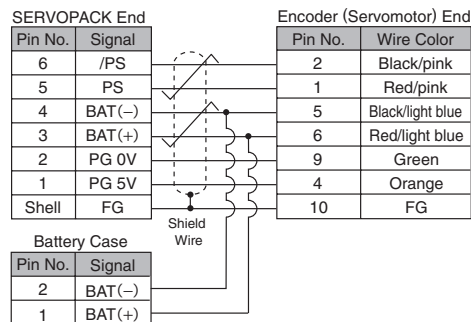 SERVOPACK End
Pin No. Signal
6 /PS
5 PS
4 BAT(−)
3 BAT(+)
2 PG 0V
1 PG 5V
Shell FG
Shield
Wire
Encoder (Servomotor) End
Pin No. Wire Color
2 Black/pink
1 Red/pink
5 Black/light blue
6 Red/light blue
9 Green
4 Orange
10 FG
Battery Case
Pin No. Signal
2 BAT(−)
1 BAT(+)